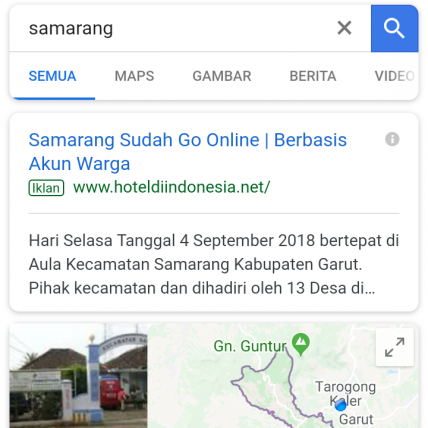 samarang
SEMUA MAPS GAMBAR BERITA VIDEO
Samarang Sudah Go Online | Berbasis
Akun Warga
Iklan www.hoteldiindonesia.net/
Hari Selasa Tanggal 4 September 2018 bertepat di
Aula Kecamatan Samarang Kabupaten Garut.
Pihak kecamatan dan dihadiri oleh 13 Desa di...
Gn. Guntur
Tarogong
Kaler
Garut